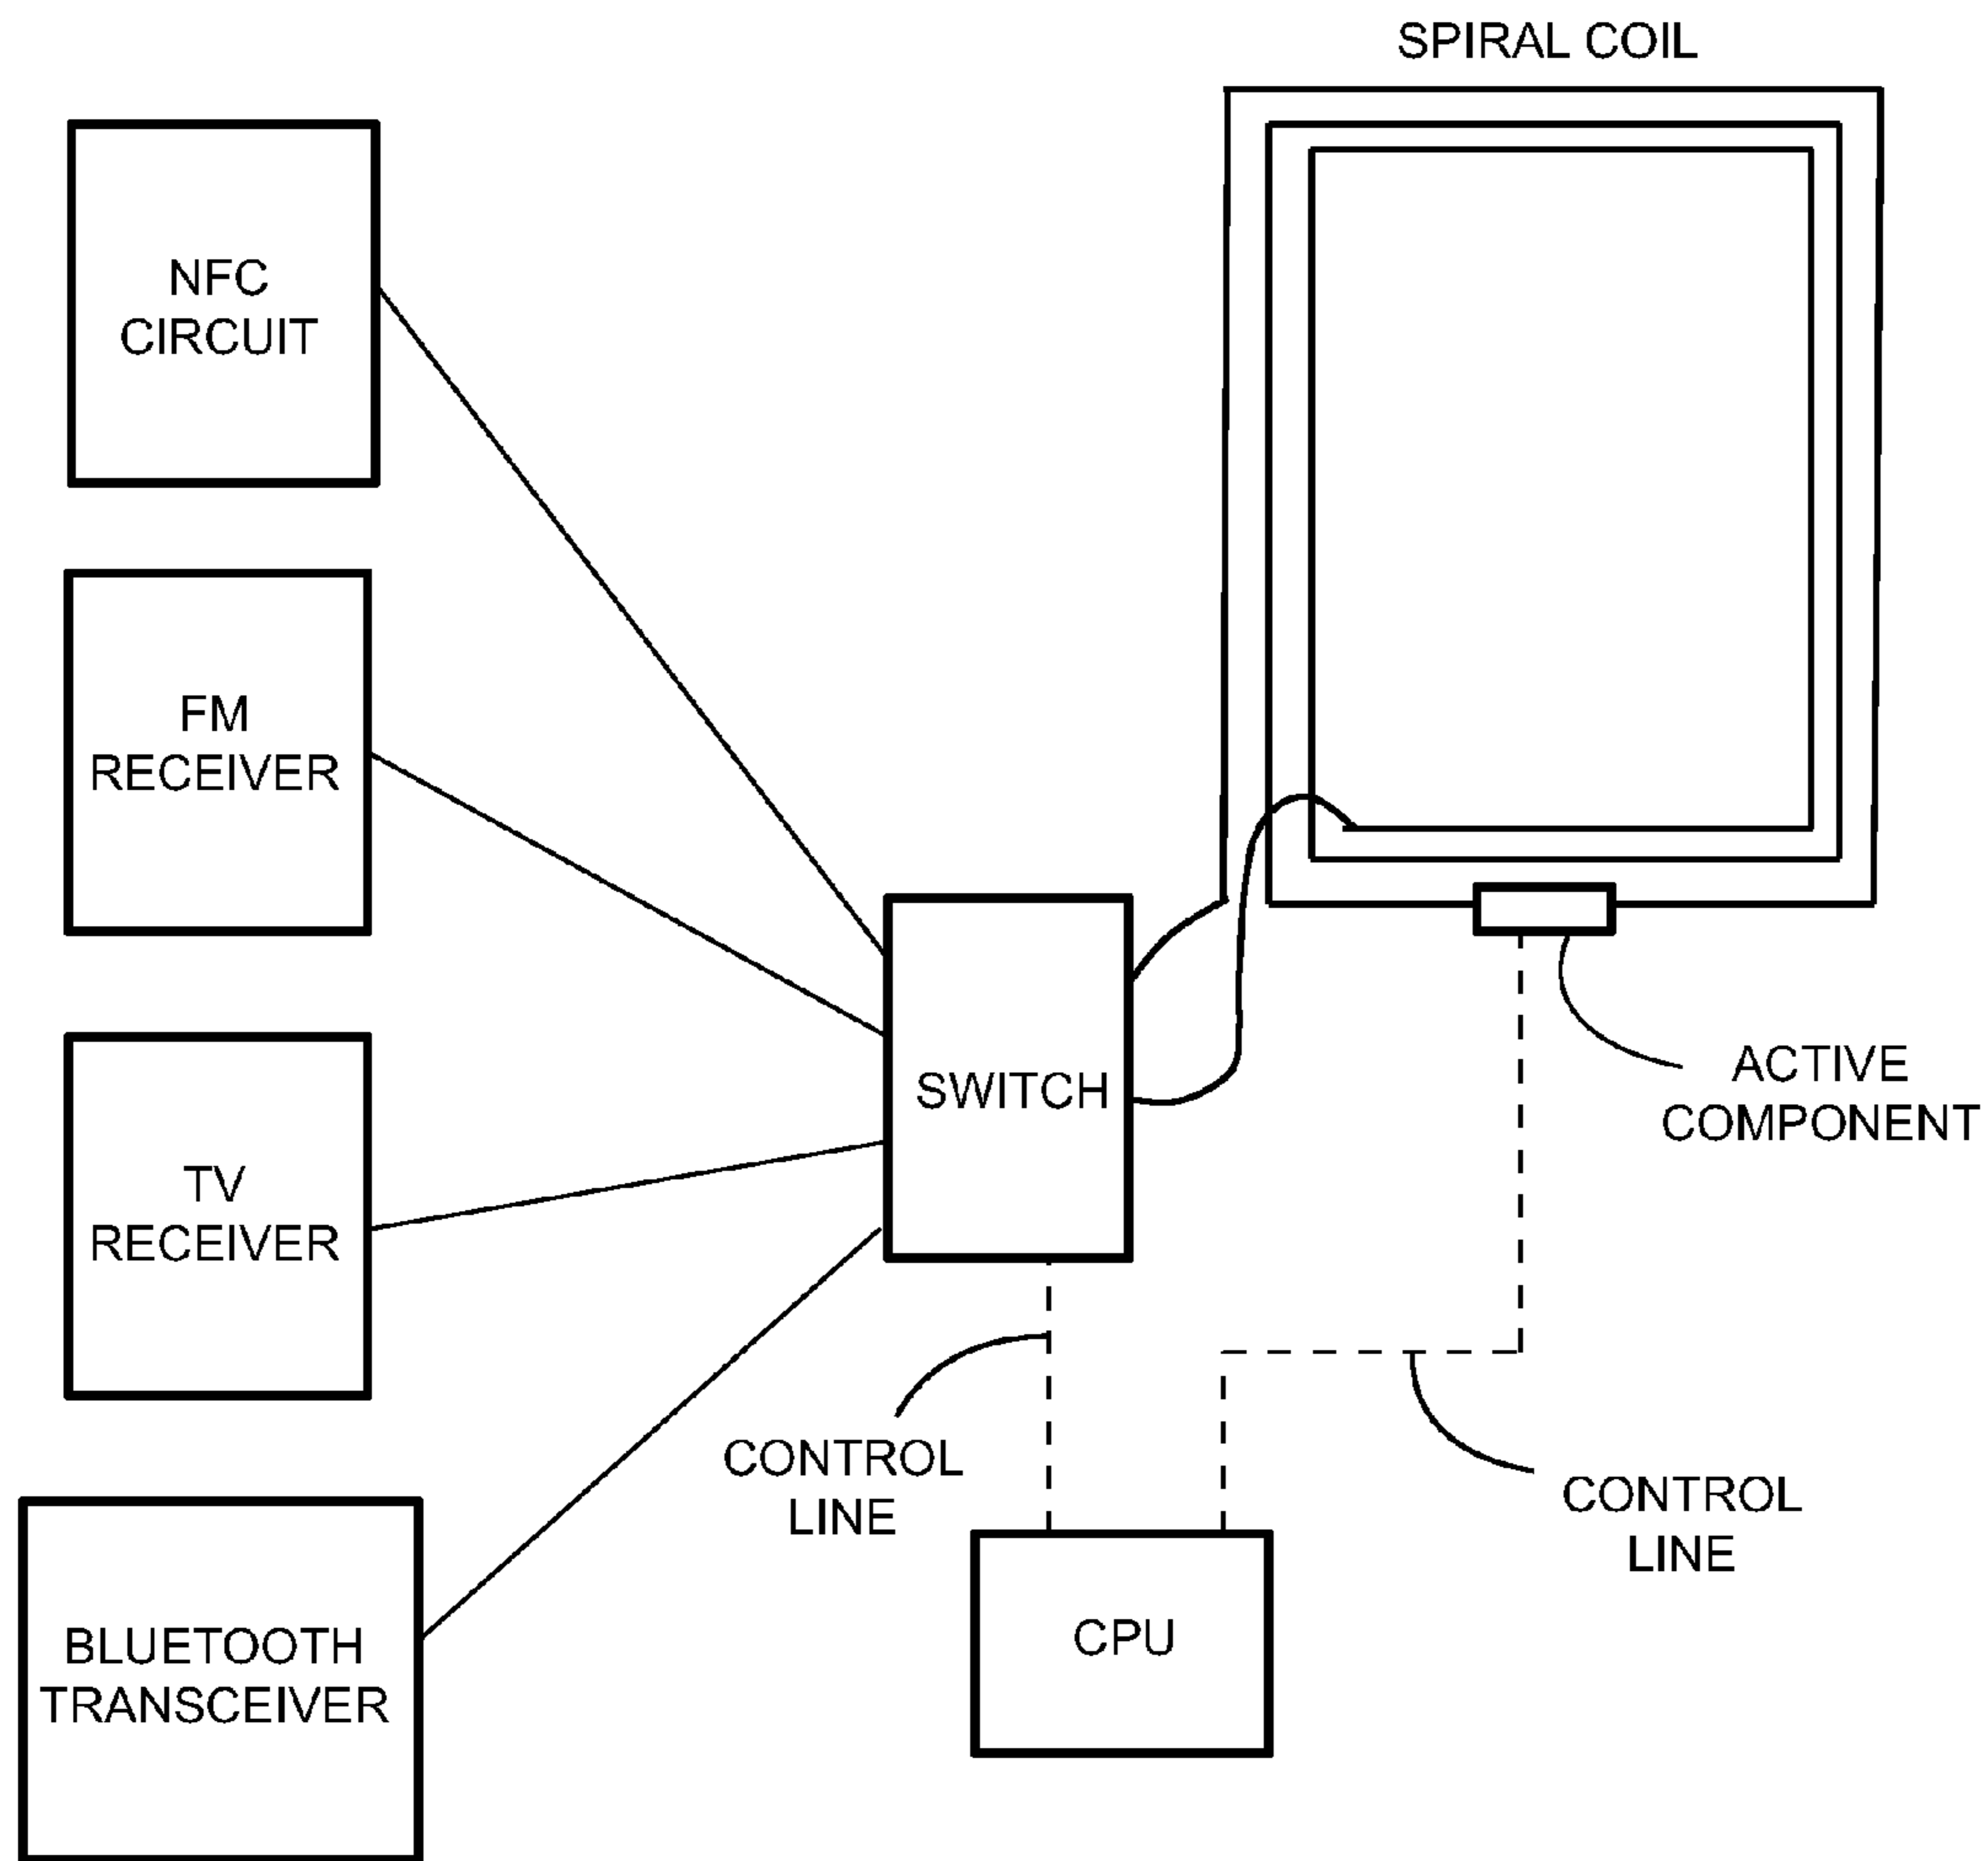 SPIRAL COIL
NFC
CIRCUIT
FM
RECEIVER
TV
RECEIVER
BLUETOOTH
TRANSCEIVER
SWITCH
ACTIVE
COMPONENT
CONTROL
LINE
CONTROL
LINE
CPU